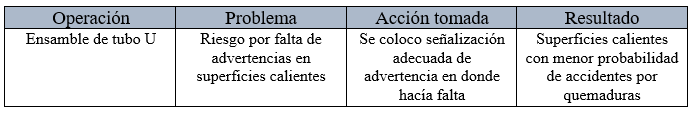 Operación Problema Acción tomada Resultado
Ensamble de tubo U Riesgo por falta de advertencias en superficies calientes Se coloco señalización adecuada de advertencia en donde hacía falta Superficies calientes con menor probabilidad de accidentes por quemaduras